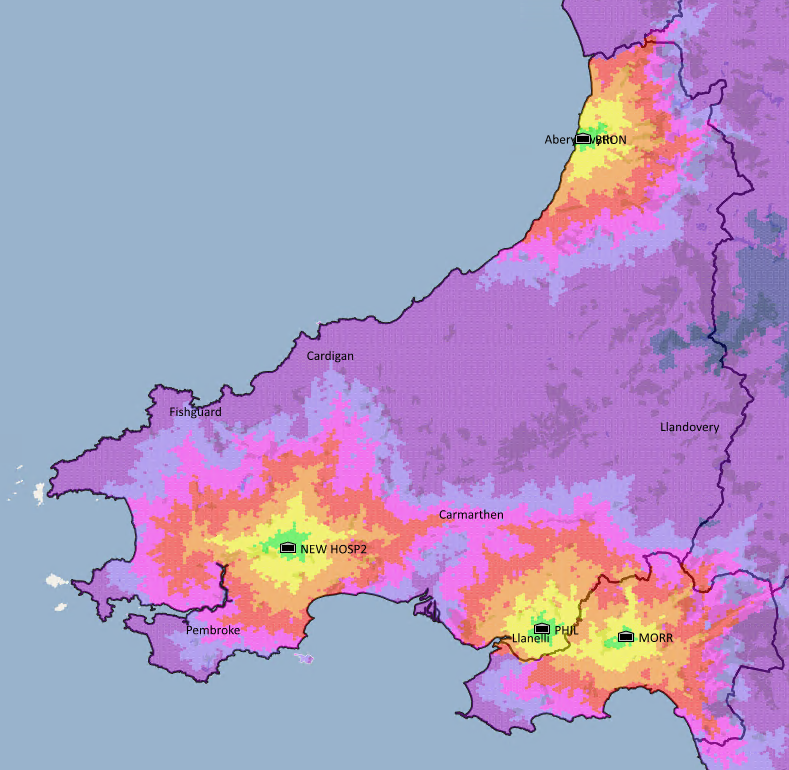 BRON
Cardigan
Fishguard
Llandovery
Carmarthen
NEW HOSP2
Pembroke
PHIL
Llanelli
MORR